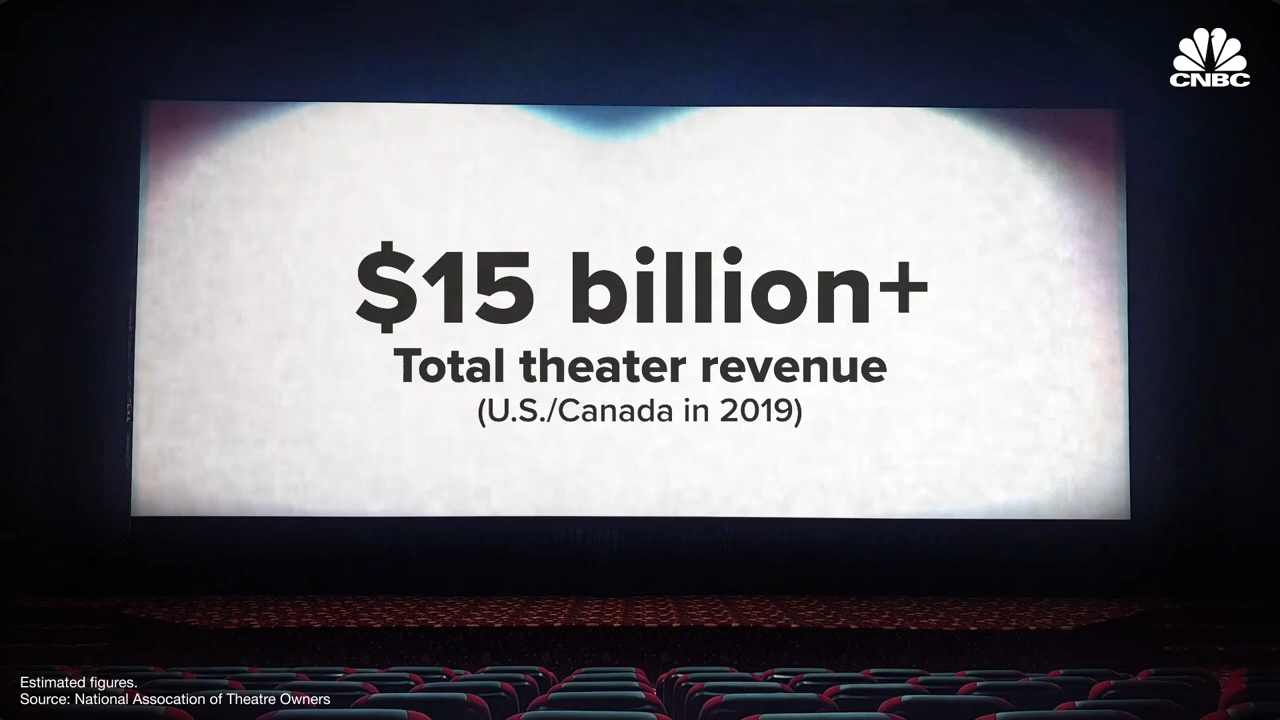 CNBC
$15 billion+
Total theater revenue
(U.S./Canada in 2019)
Estimated figures.
Source: National Assocation of Theatre Owners